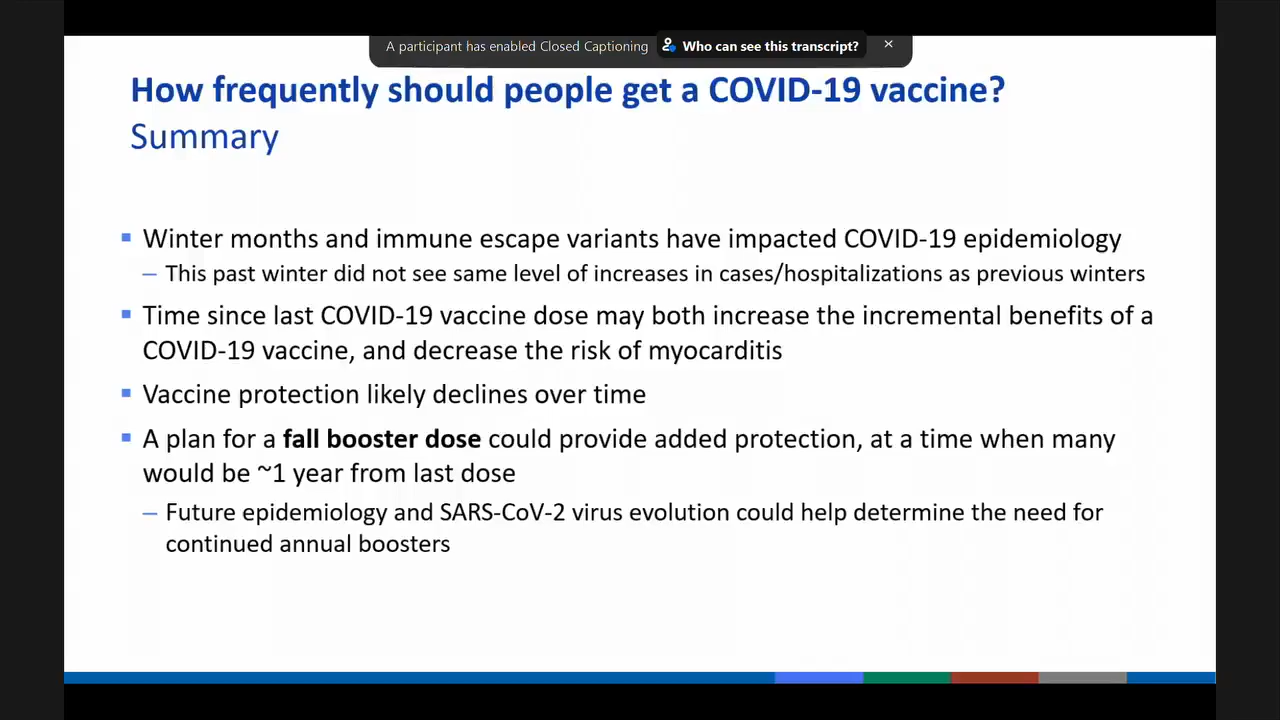 A participant has enabled Closed Captioning Who can see this transcript?
How frequently should people get a COVID-19 vaccine?
Summary
Winter months and immune escape variants have impacted COVID-19 epidemiology
– This past winter did not see same level of increases in cases/hospitalizations as previous winters
Time since last COVID-19 vaccine dose may both increase the incremental benefits of a
COVID-19 vaccine, and decrease the risk of myocarditis
Vaccine protection likely declines over time
A plan for a fall booster dose could provide added protection, at a time when many
would be ~1 year from last dose
– Future epidemiology and SARS-CoV-2 virus evolution could help determine the need for
continued annual boosters